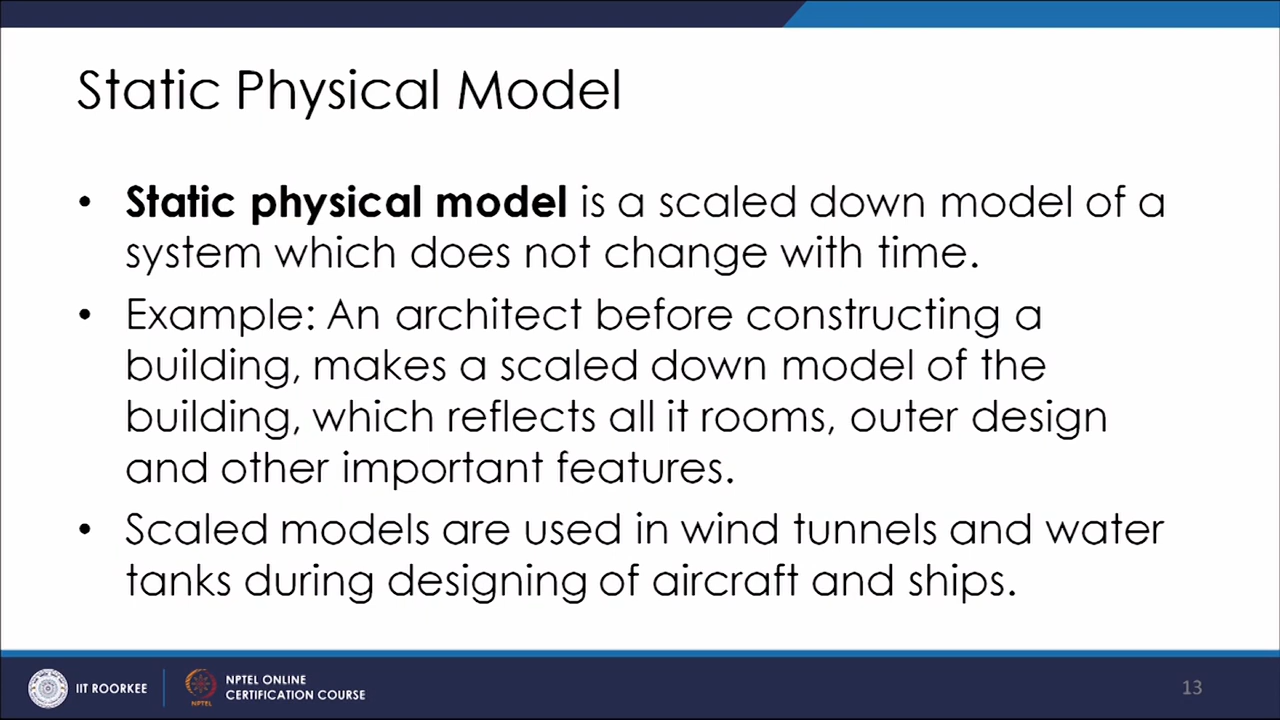 Static Physical Model
• Static physical model is a scaled down model of a
system which does not change with time.
• Example: An architect before constructing a
building, makes a scaled down model of the
building, which reflects all it rooms, outer design
and other important features.
• Scaled models are used in wind tunnels and water
tanks during designing of aircraft and ships.
IIT ROORKEE
NPTEL
NPTEL ONLINE
CERTIFICATION COURSE
13